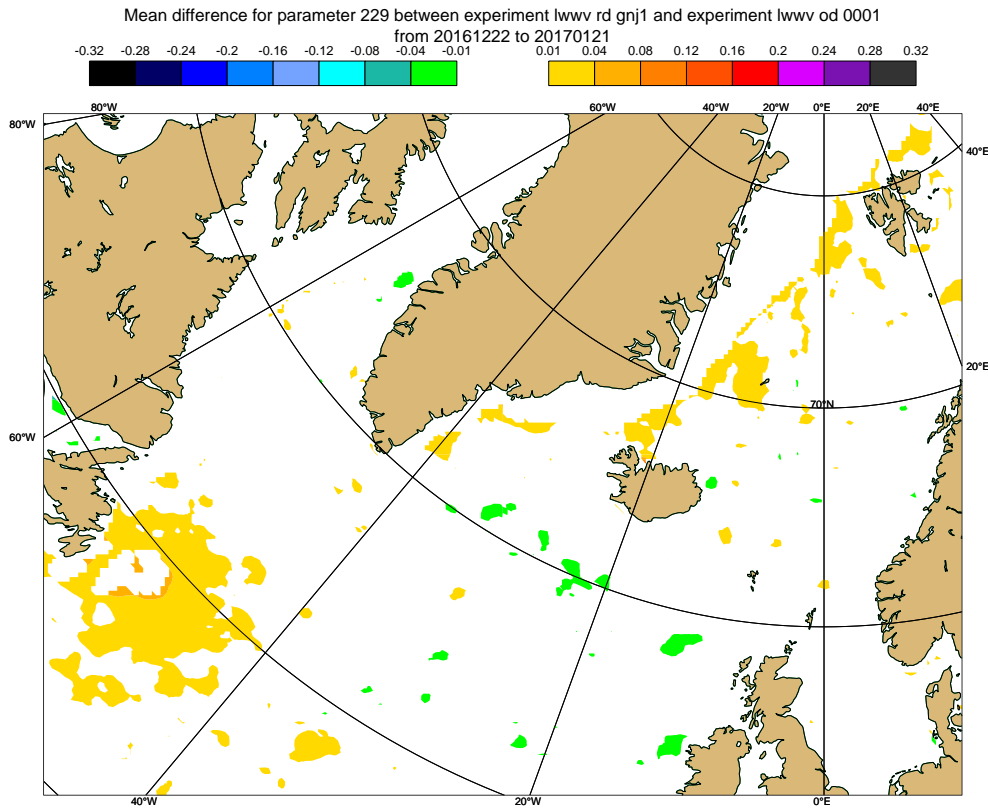 Mean difference for parameter 229 between experiment lwwv rd gnj1 and experiment lwwv od 0001
from 20161222 to 20170121
-0.32 -0.28 -0.24 -0.2 -0.16 -0.12 -0.08 -0.04 -0.01 0.01 0.04 0.08 0.12 0.16 0.2 0.24 0.28 0.32
80°W 60°W 40°W 20°W 0°E 20°E 40°E
80°W
40°E
20°E
70°N
60°W
40°W 20°W 0°E